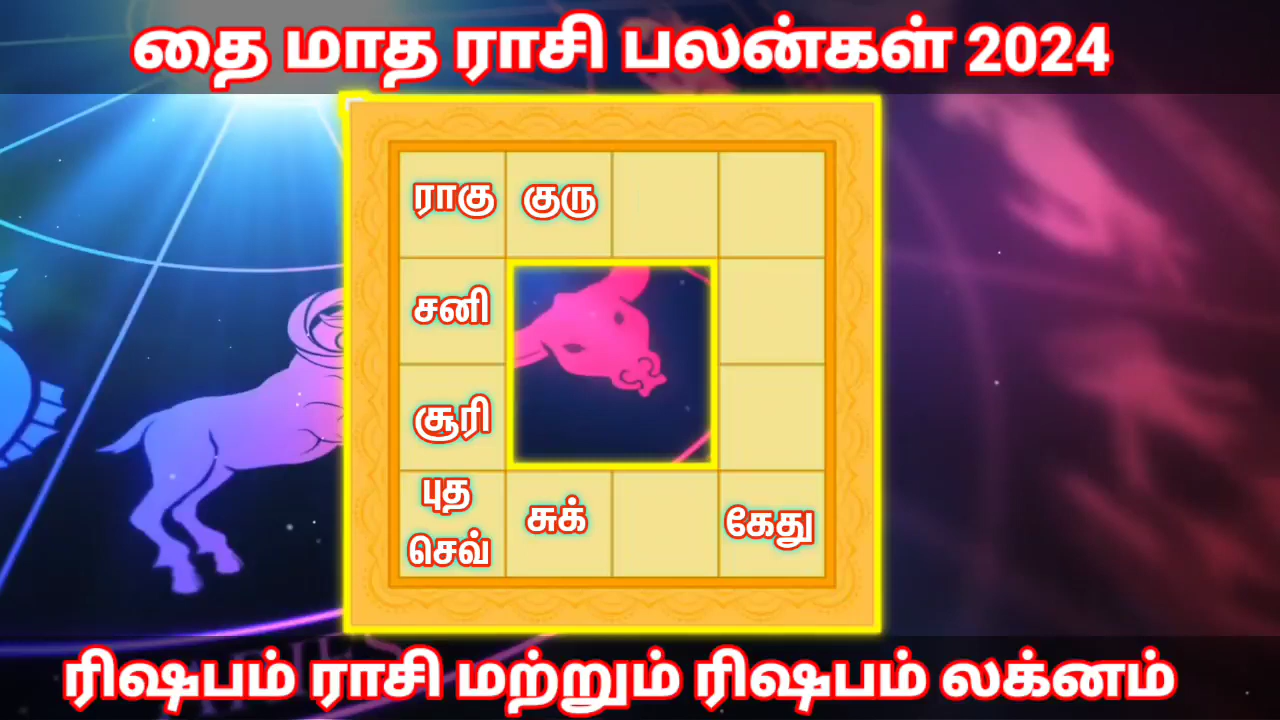 தை மாத ராசி பலன்கள் 2024
ராகு குரு
சனி
சூரி
புத
செவ்
சுக்
கேது
ரிஷபம் ராசி மற்றும் ரிஷபம் லக்னம்